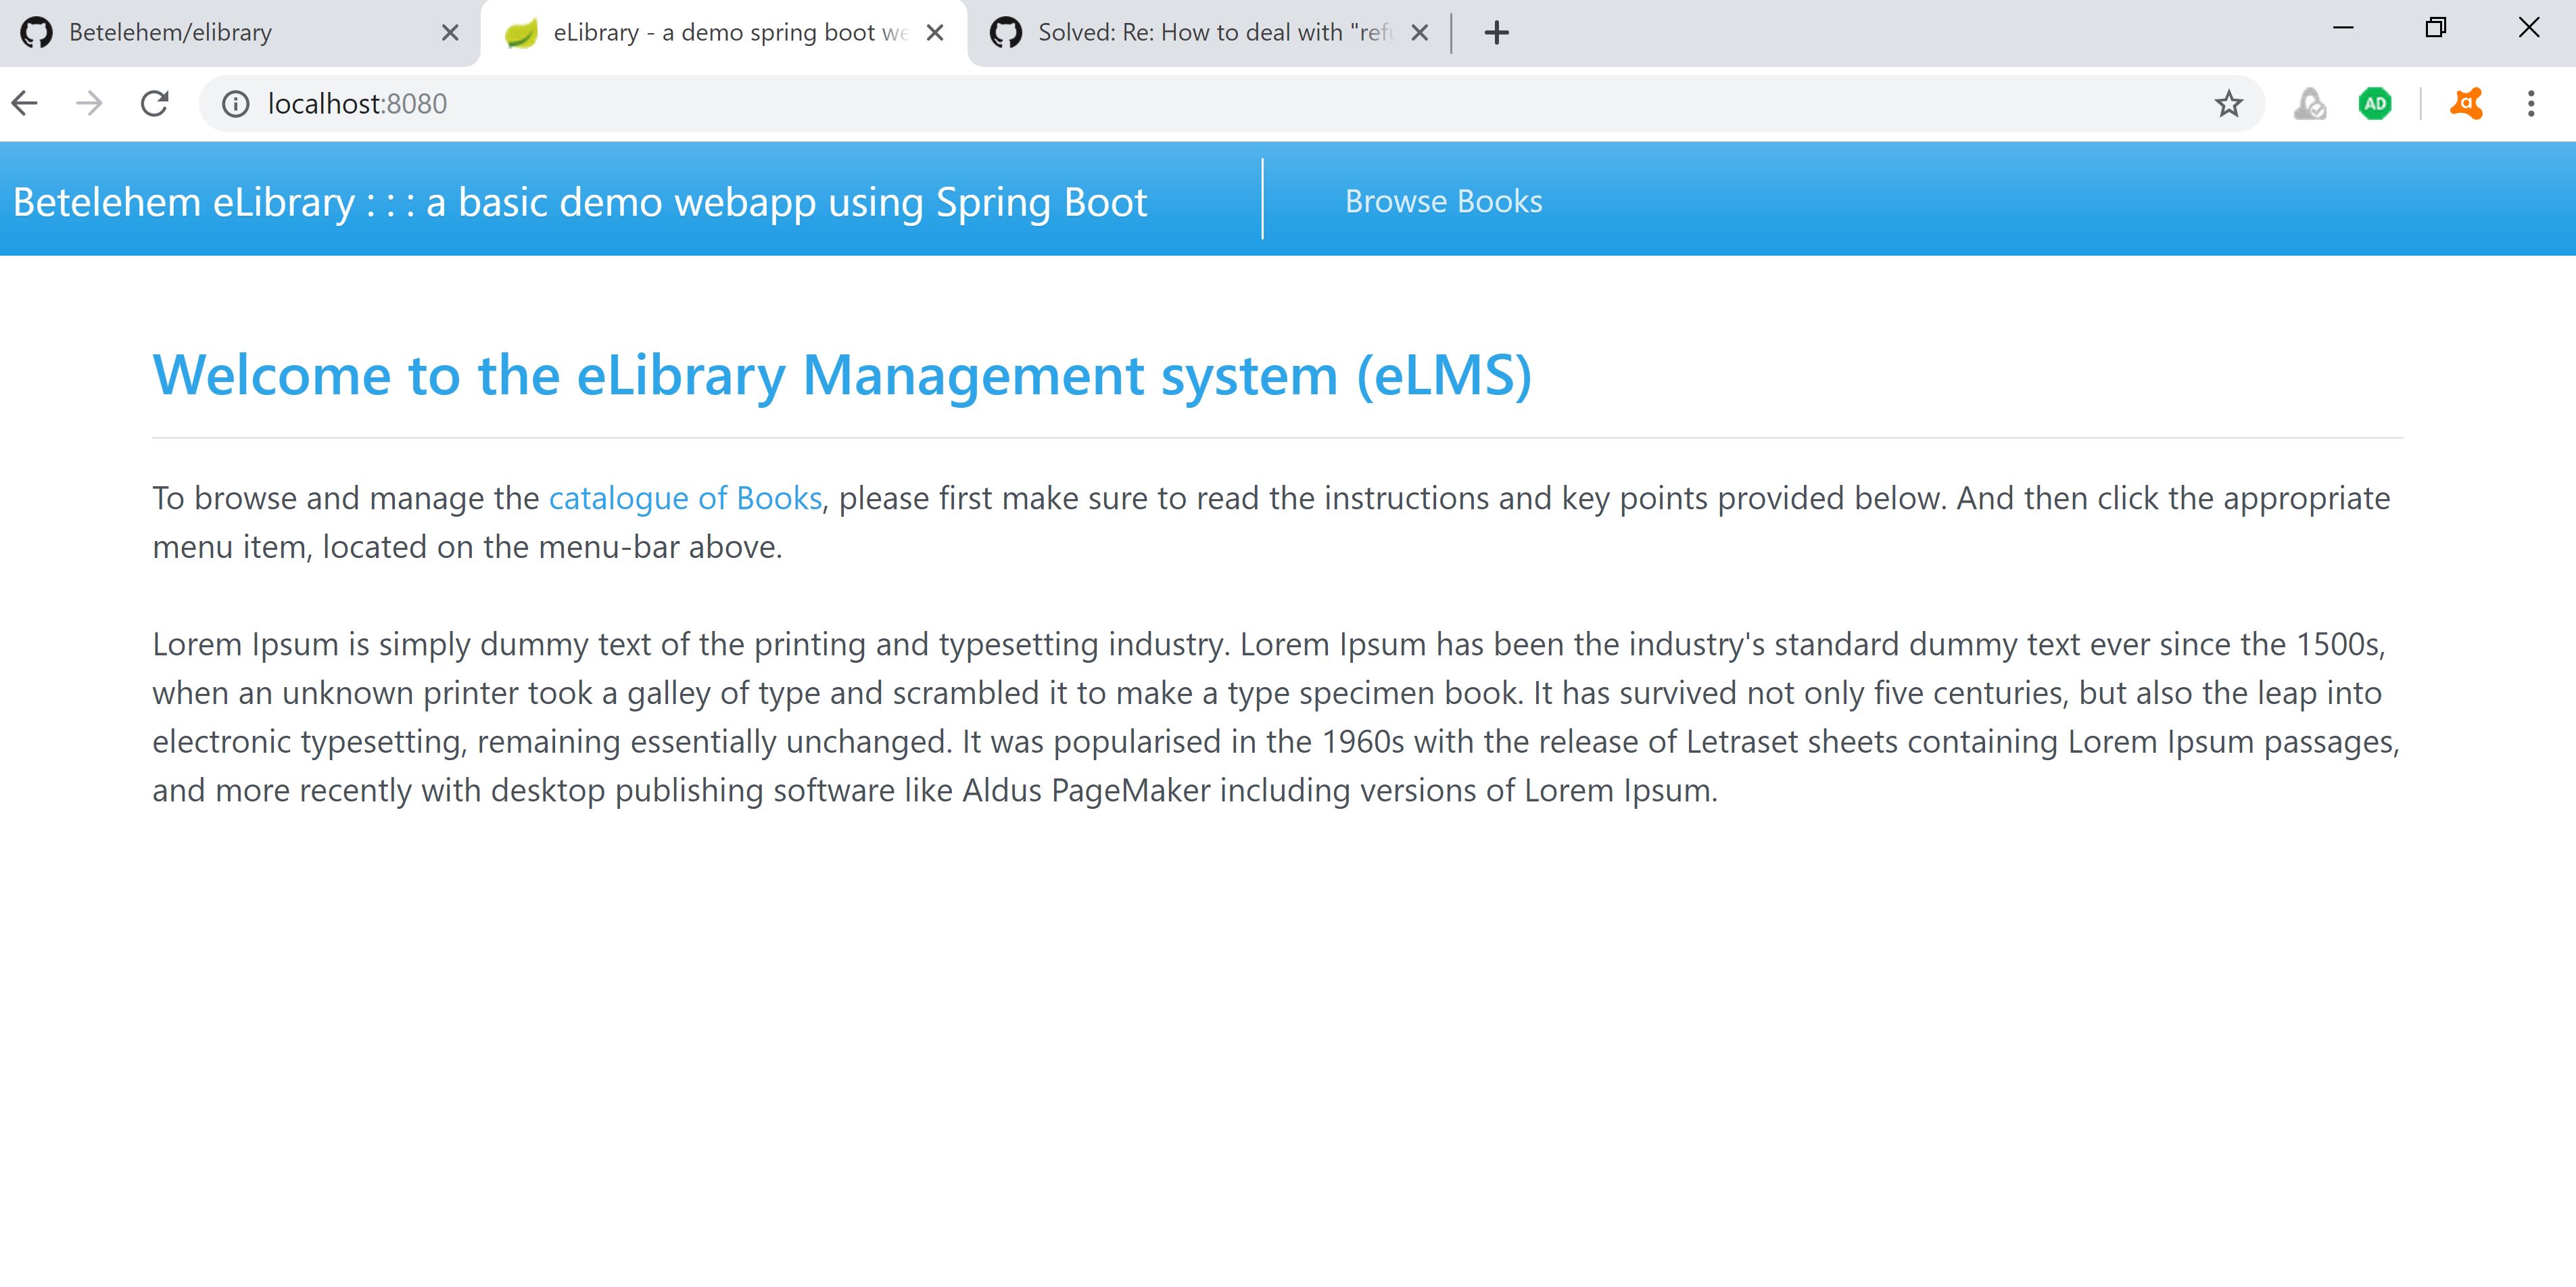 Betelehem/elibrary
eLibrary - a demo spring boot we
Solved: Re: How to deal with "refu
localhost:8080
AD
a
Betelehem eLibrary : : : a basic demo webapp using Spring Boot
Browse Books
Welcome to the eLibrary Management system (eLMS)
To browse and manage the catalogue of Books, please first make sure to read the instructions and key points provided below. And then click the appropriate
menu item, located on the menu-bar above.
Lorem Ipsum is simply dummy text of the printing and typesetting industry. Lorem Ipsum has been the industry's standard dummy text ever since the 1500s,
when an unknown printer took a galley of type and scrambled it to make a type specimen book. It has survived not only five centuries, but also the leap into
electronic typesetting, remaining essentially unchanged. It was popularised in the 1960s with the release of Letraset sheets containing Lorem Ipsum passages,
and more recently with desktop publishing software like Aldus PageMaker including versions of Lorem Ipsum.